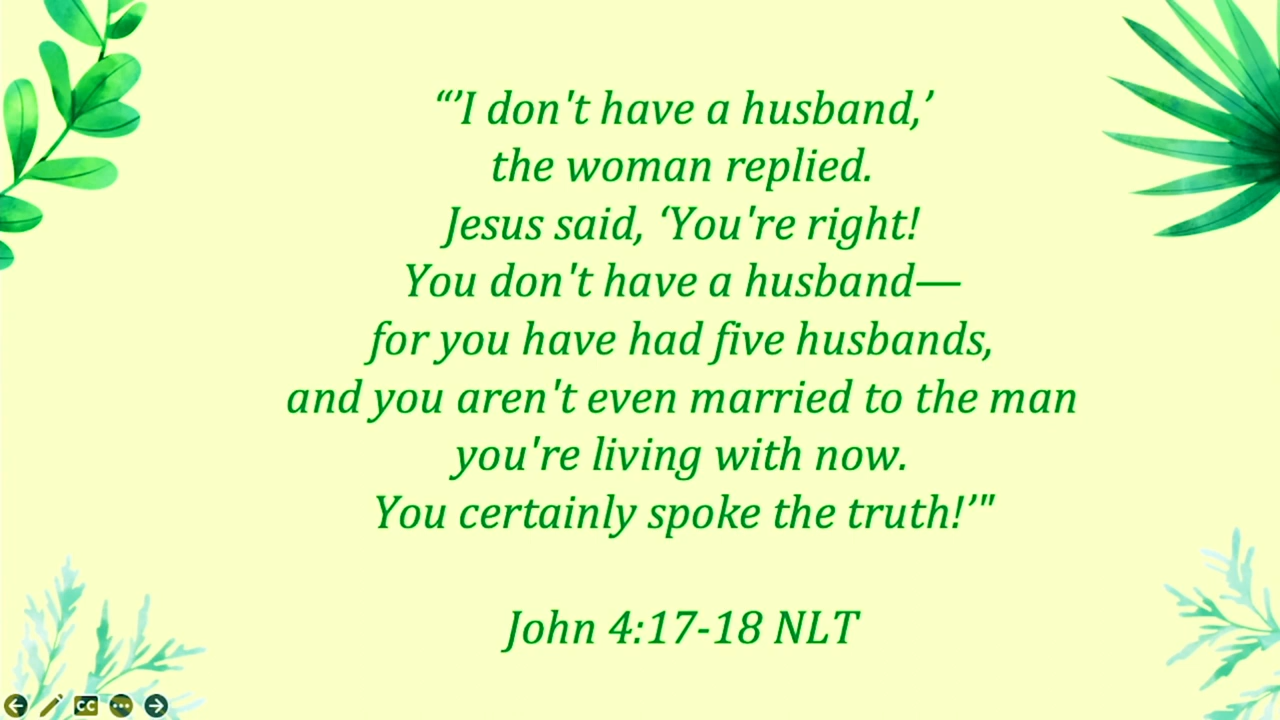 “’I don't have a husband,’
the woman replied.
Jesus said, ‘You're right!
You don't have a husband—
for you have had five husbands,
and you aren't even married to the man
you're living with now.
You certainly spoke the truth!’"
John 4:17-18 NLT
CC